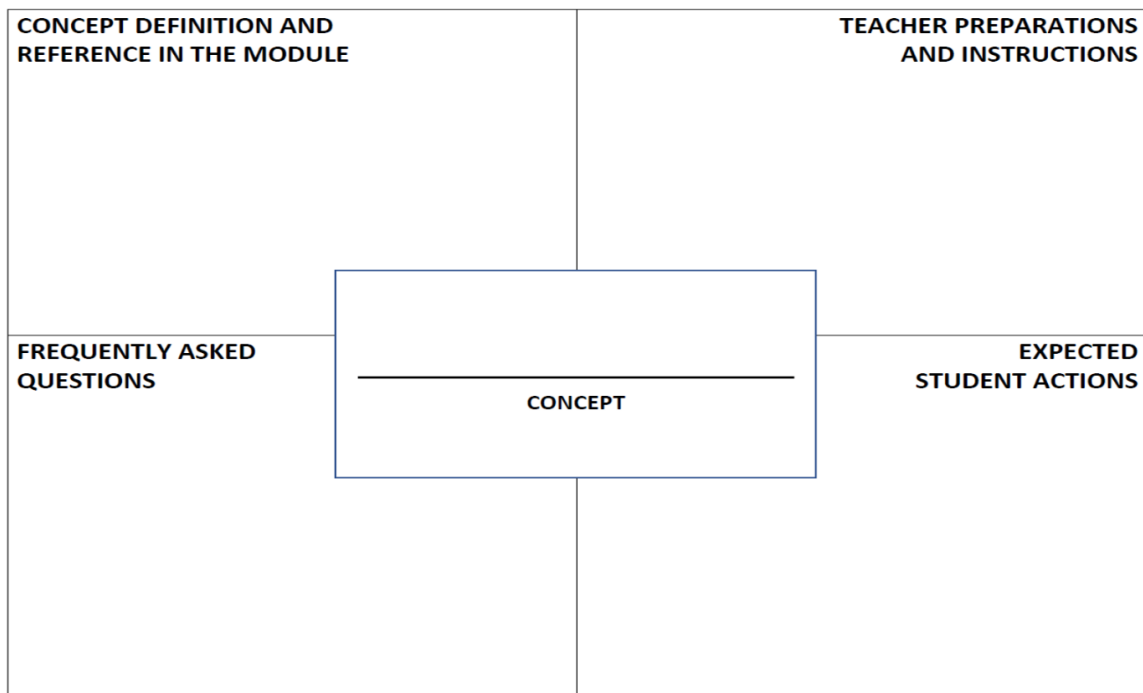 CONCEPT DEFINITION AND
REFERENCE IN THE MODULE
TEACHER PREPARATIONS
AND INSTRUCTIONS
FREQUENTLY ASKED
QUESTIONS
CONCEPT
EXPECTED
STUDENT ACTIONS